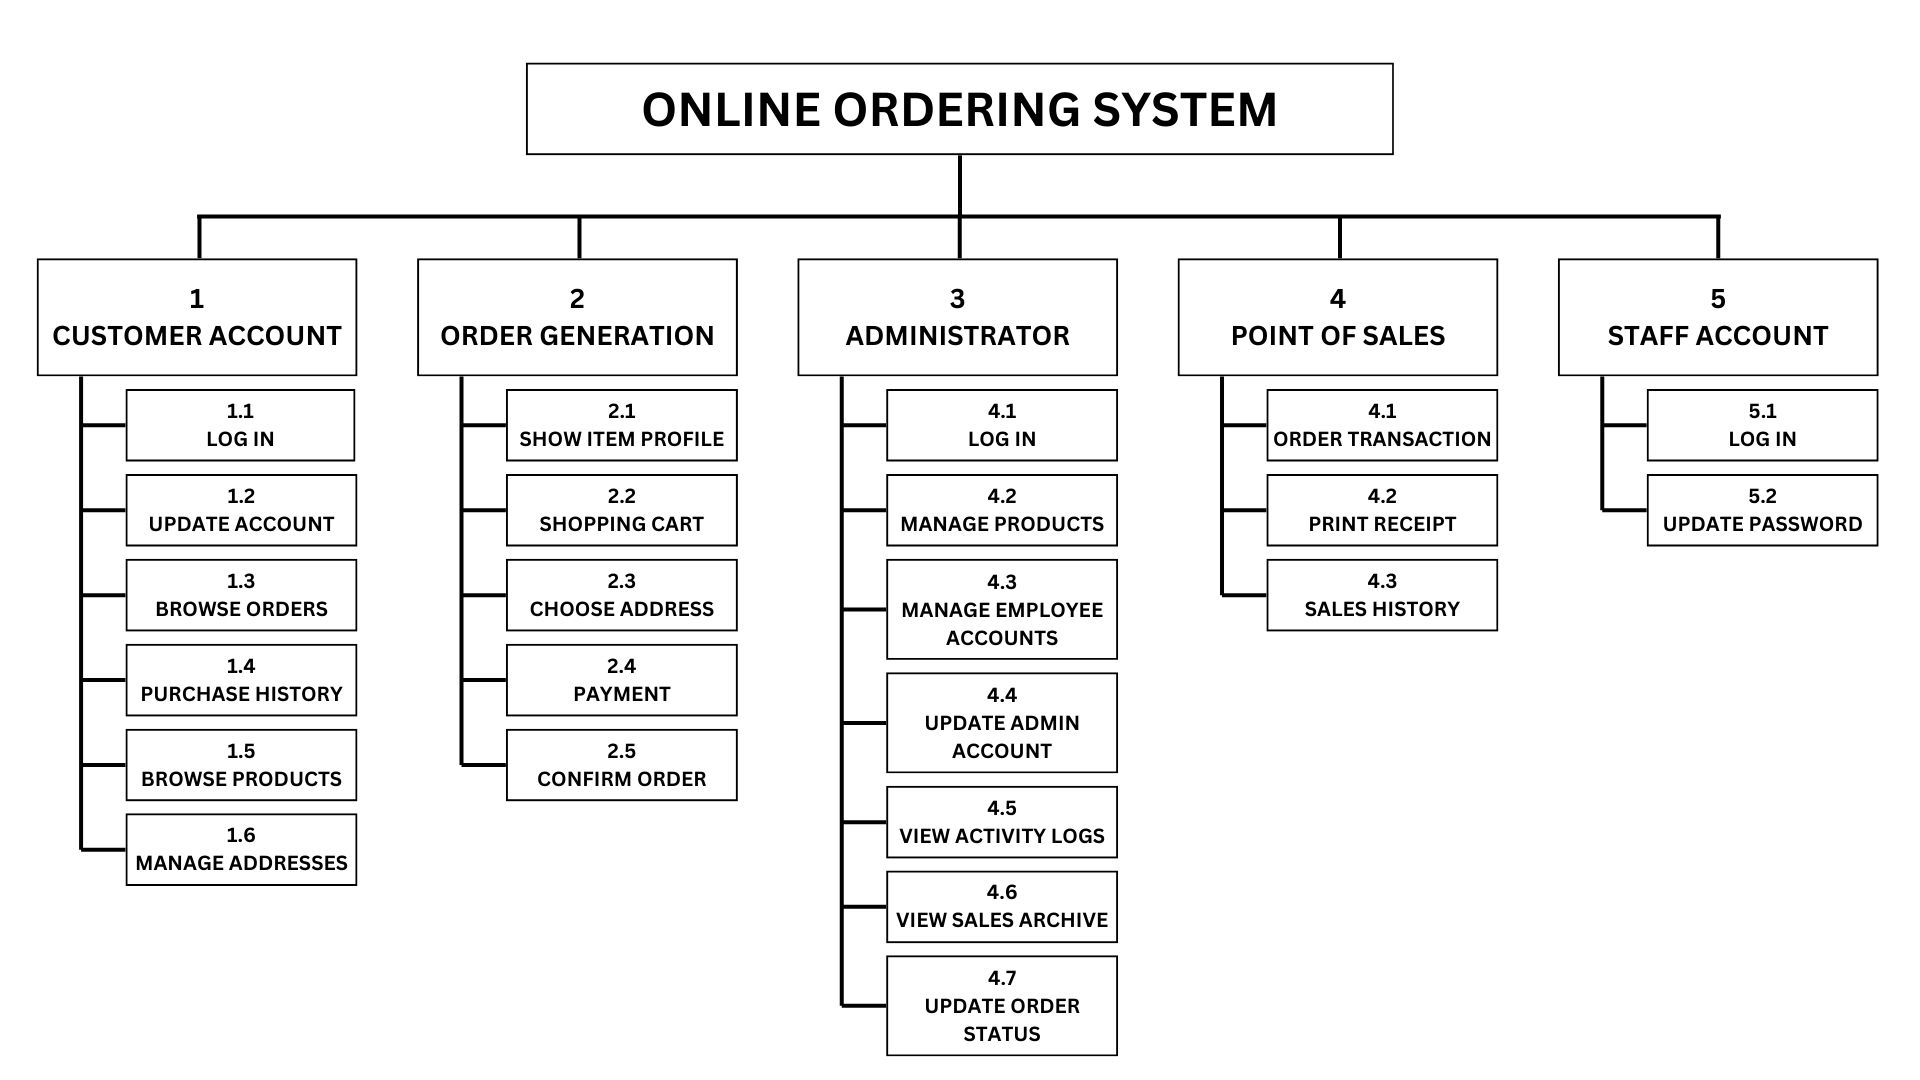 ONLINE ORDERING SYSTEM
1
CUSTOMER ACCOUNT
1.1
LOG IN
1.2
UPDATE ACCOUNT
1.3
BROWSE ORDERS
1.4
PURCHASE HISTORY
1.5
BROWSE PRODUCTS
1.6
MANAGE ADDRESSES
2
ORDER GENERATION
2.1
SHOW ITEM PROFILE
2.2
SHOPPING CART
2.3
CHOOSE ADDRESS
2.4
PAYMENT
2.5
CONFIRM ORDER
3
ADMINISTRATOR
4.1
LOG IN
4.2
MANAGE PRODUCTS
4.3
MANAGE EMPLOYEE
ACCOUNTS
4.4
UPDATE ADMIN
ACCOUNT
4.5
VIEW ACTIVITY LOGS
4.6
VIEW SALES ARCHIVE
4.7
UPDATE ORDER
STATUS
4
POINT OF SALES
4.1
ORDER TRANSACTION
4.2
PRINT RECEIPT
4.3
SALES HISTORY
5
STAFF ACCOUNT
5.1
LOG IN
5.2
UPDATE PASSWORD